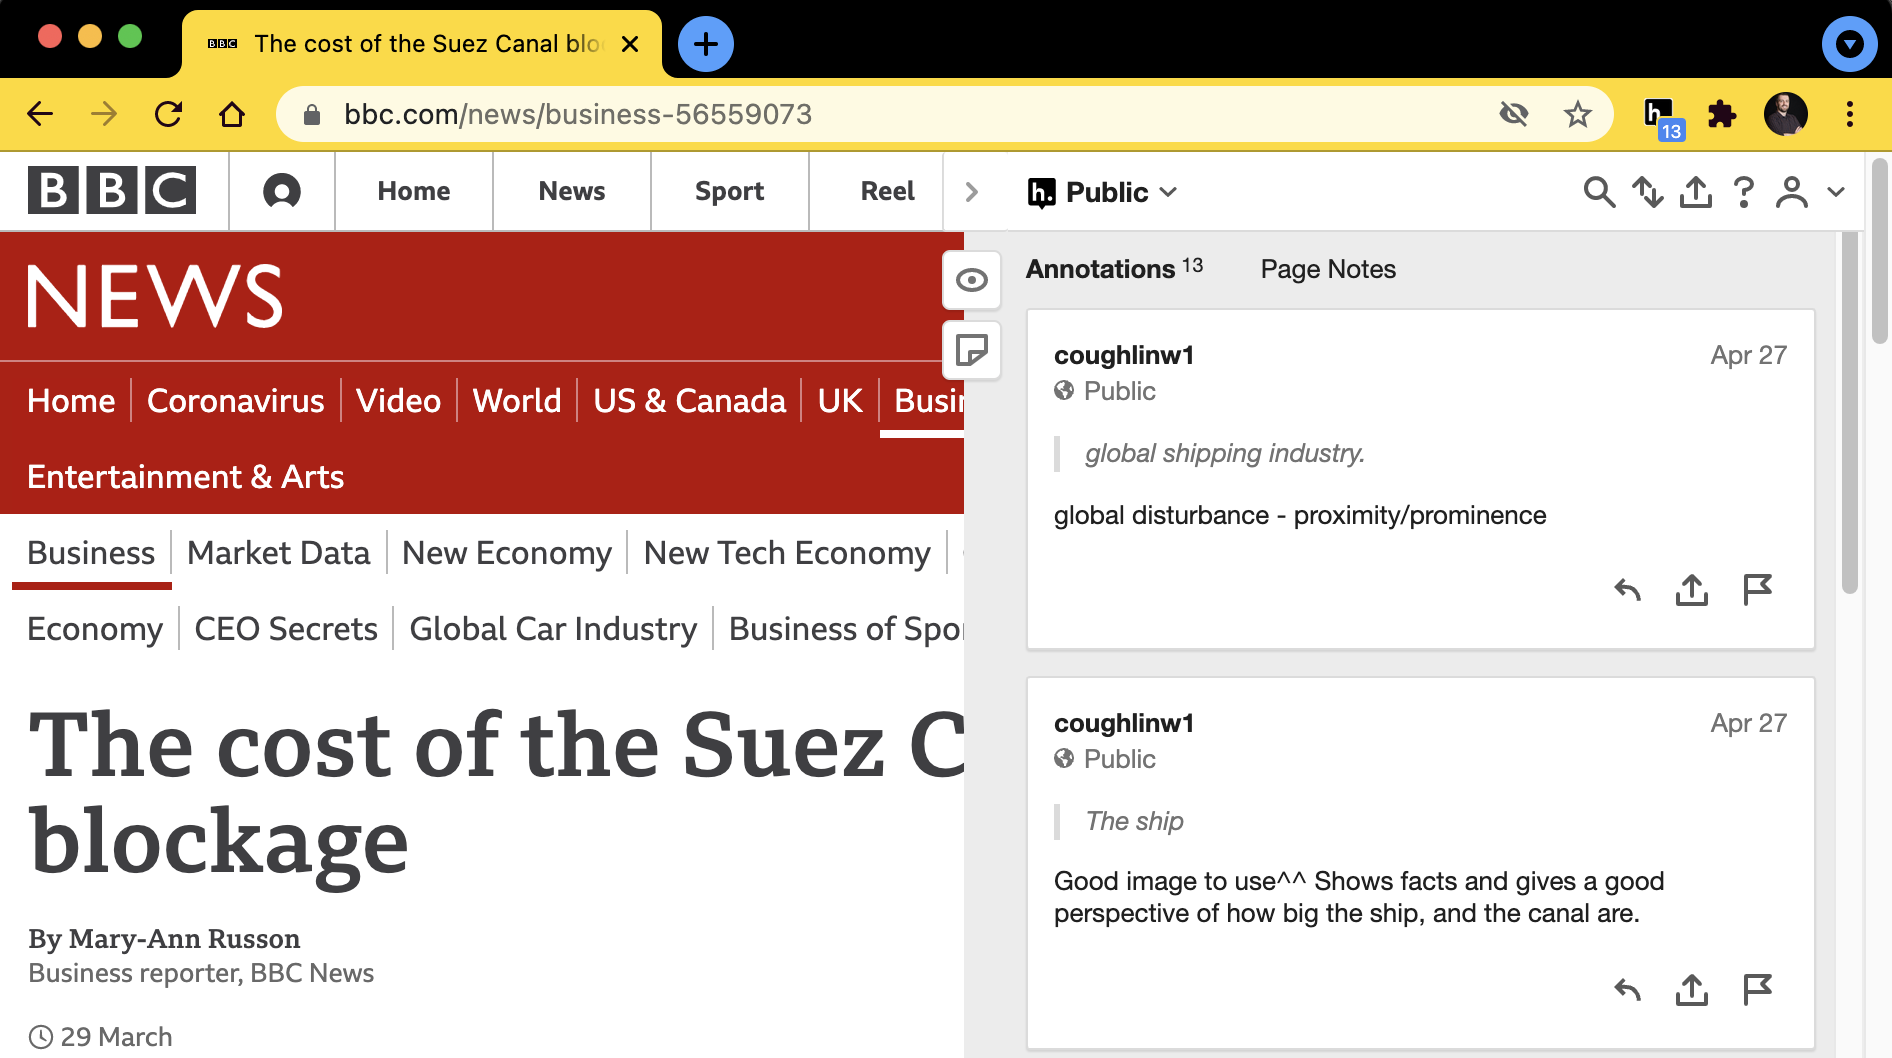 BBC The cost of the Suez Canal blo
bbc.com/news/business-56559073
h. 13
BBC Home News Sport Reel
h. Public
NEWS
Home Coronavirus Video World US & Canada UK Busin
Entertainment & Arts
Business Market Data New Economy New Tech Economy
Economy CEO Secrets Global Car Industry Business of Spor
The cost of the Suez C
blockage
By Mary-Ann Russon
Business reporter, BBC News
29 March
Annotations 13 Page Notes
coughlinw1 Apr 27
Public
global shipping industry.
global disturbance - proximity/prominence
coughlinw1 Apr 27
Public
The ship
Good image to use^^ Shows facts and gives a good
perspective of how big the ship, and the canal are.